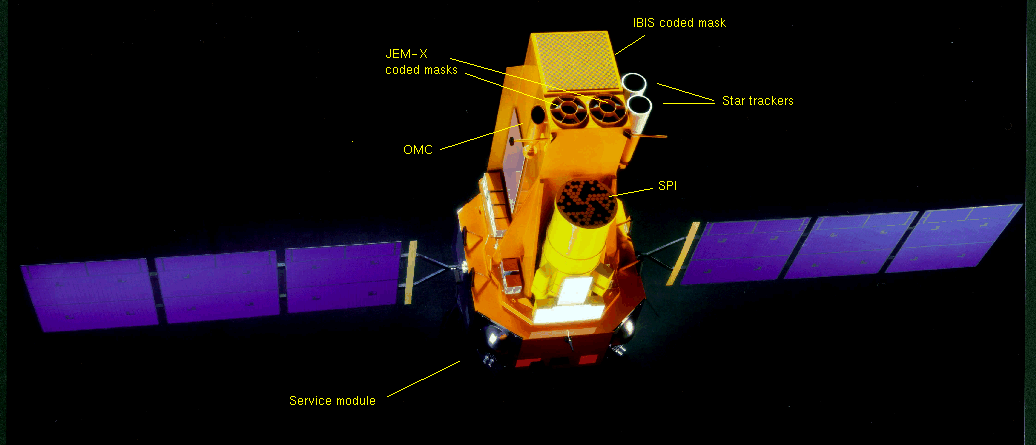 IBIS coded mask
JEM-X
coded masks
Star trackers
OMC
SPI
Service module